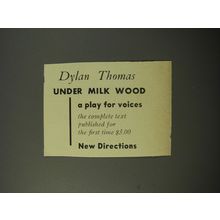 Dylan Thomas
UNDER MILK WOOD
a play for voices
the complete text
published for
the first time $3.00
New Directions